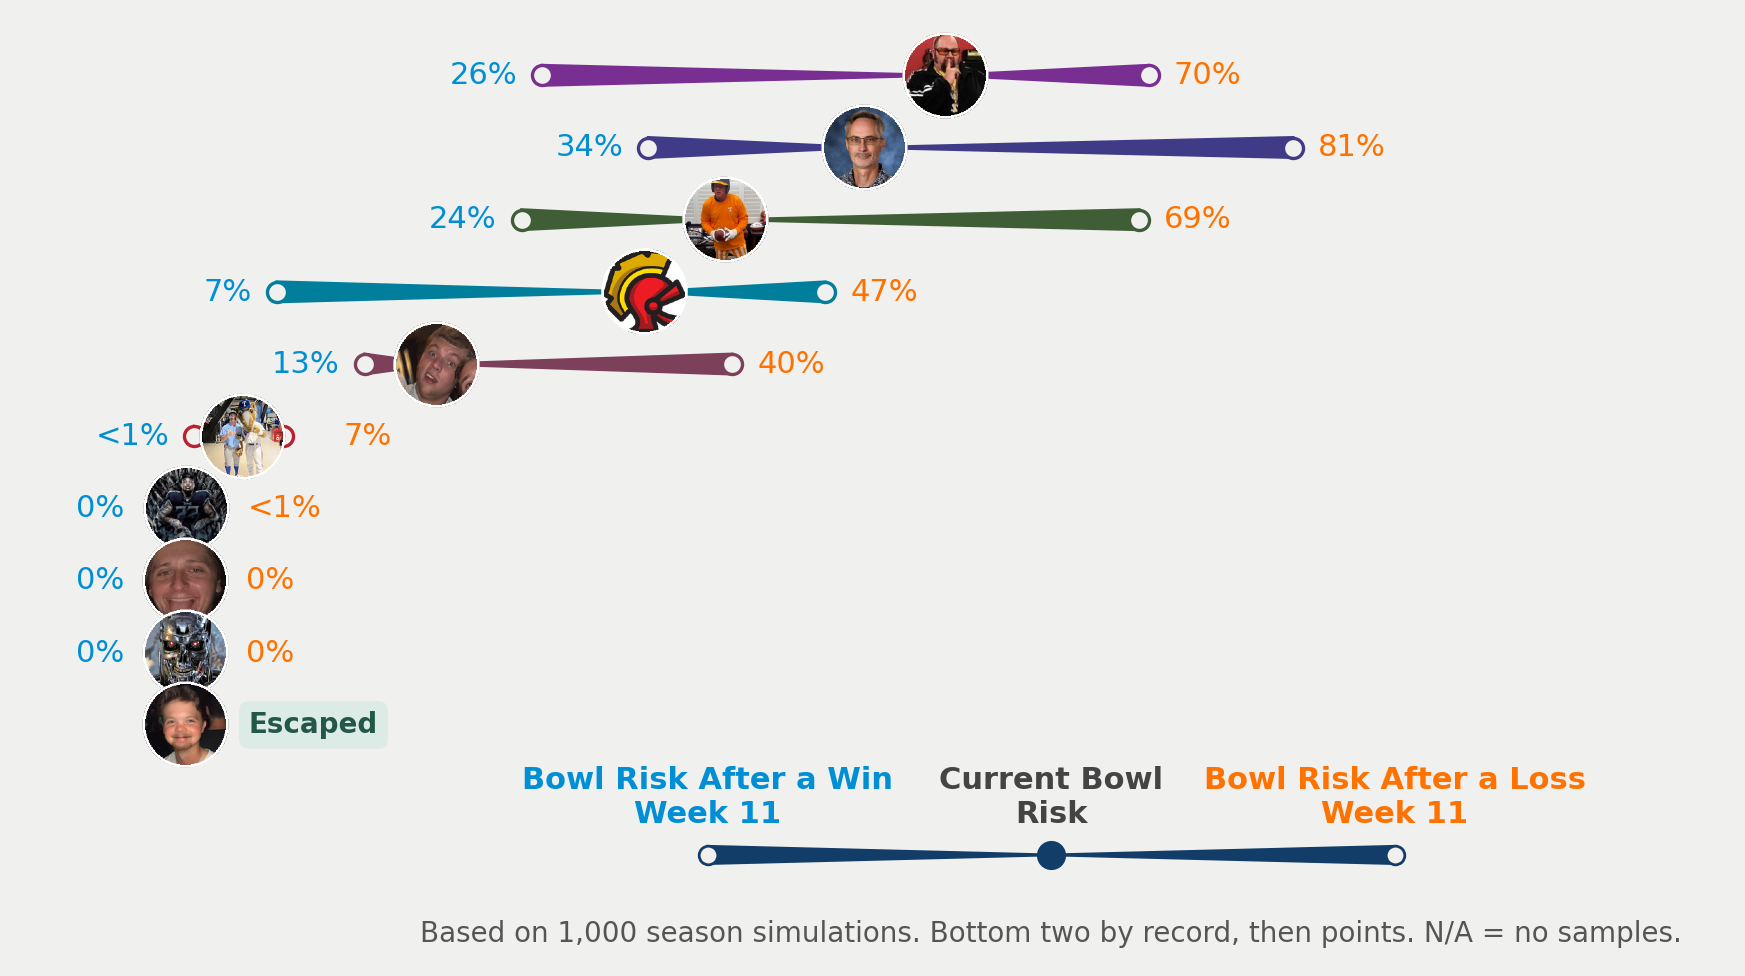 26% 70%
34% 81%
24% 69%
7% 47%
13% 40%
<1% 7%
0% <1%
0% 0%
0% 0%
Escaped
Bowl Risk After a Win Current Bowl Bowl Risk After a Loss
Week 11 Risk Week 11
Based on 1,000 season simulations. Bottom two by record, then points. N/A = no samples.